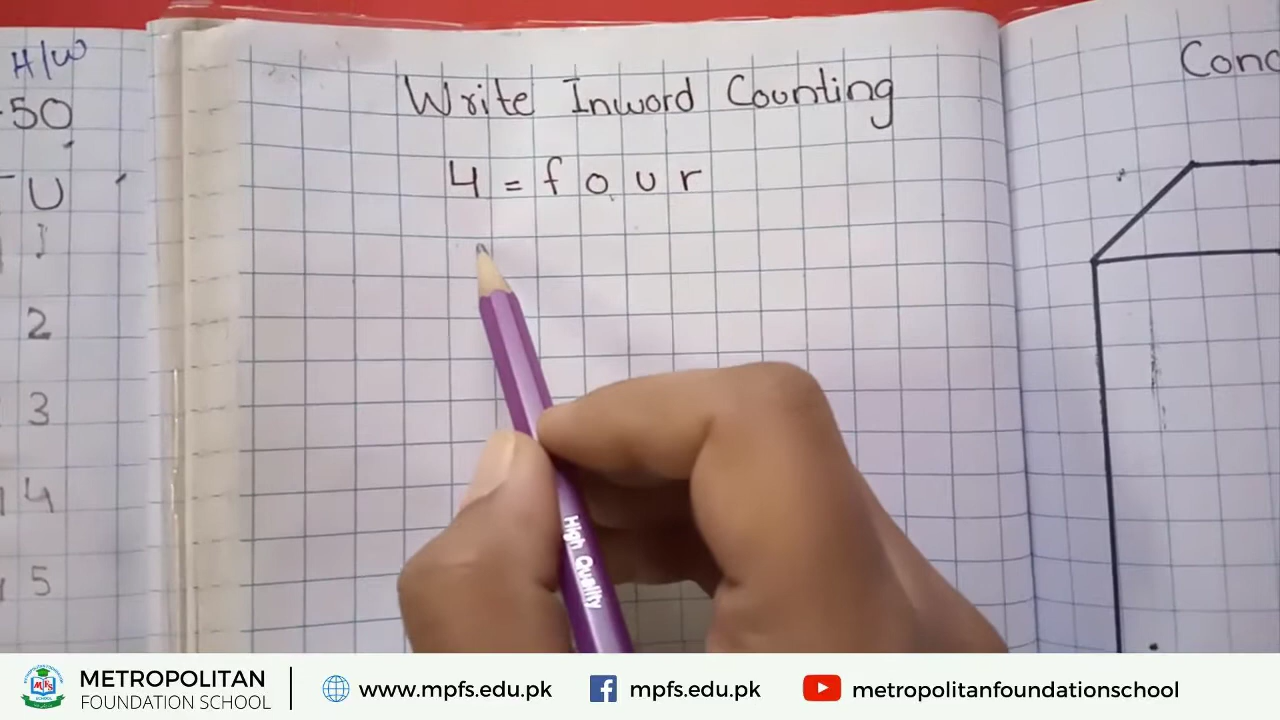 H/W
50
U
1
2
3
4
5
Write Inword Counting
4 = four
Conc
High Quality
METROPOLITAN
FOUNDATION SCHOOL
www.mpfs.edu.pk
mpfs.edu.pk
metropolitanfoundationschool